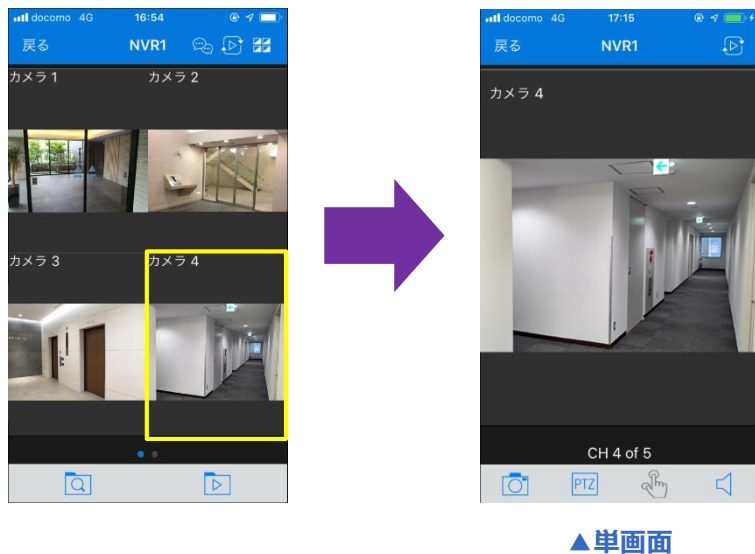 docomo 4G 16:54
戻る NVR1
カメラ 1 カメラ 2
カメラ 3 カメラ 4
docomo 4G 17:15
戻る NVR1
カメラ 4
CH 4 of 5
PTZ
▲単画面